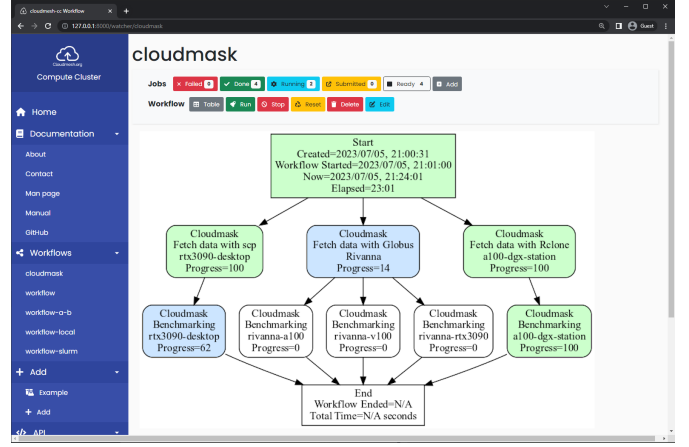 cloudmesh-cc Workflow
127.0.0.1:8000/watcher/cloudmask
Guest
Cloudmesh.org
Compute Cluster
Home
Documentation
About
Contact
Man page
Manual
GitHub
Workflows
cloudmask
workflow
workflow-a-b
workflow-local
workflow-slurm
Add
Example
Add
API
cloudmask
Jobs Failed 0 Done 4 Running 2 Submitted 0 Ready 4 Add
Workflow Table Run Stop Reset Delete Edit
Start
Created=2023/07/05, 21:00:31
Workflow Started=2023/07/05, 21:01:00
Now=2023/07/05, 21:24:01
Elapsed=23:01
Cloudmask
Fetch data with scp
rtx3090-desktop
Progress=100
Cloudmask
Fetch data with Globus
Rivanna
Progress=14
Cloudmask
Fetch data with Rclone
a100-dgx-station
Progress=100
Cloudmask
Benchmarking
rtx3090-desktop
Progress=62
Cloudmask
Benchmarking
rivanna-a100
Progress=0
Cloudmask
Benchmarking
rivanna-v100
Progress=0
Cloudmask
Benchmarking
rivanna-rtx3090
Progress=0
Cloudmask
Benchmarking
a100-dgx-station
Progress=100
End
Workflow Ended=N/A
Total Time=N/A seconds